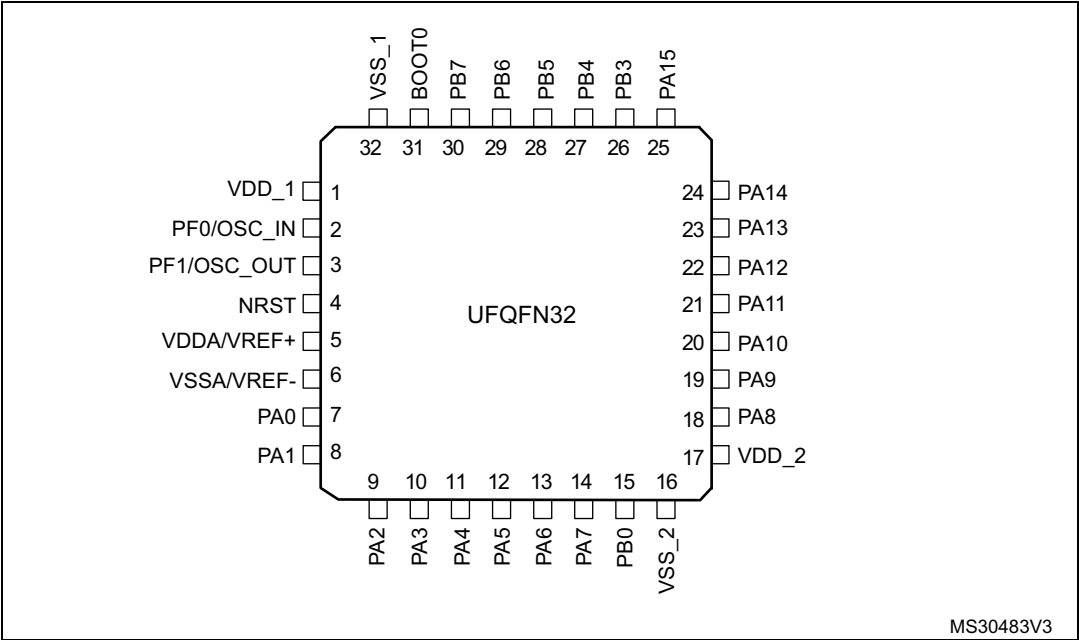 VSS_1
BOOT0
PB7
PB6
PB5
PB4
PB3
PA15
32 31 30 29 28 27 26 25
VDD_1 1
PF0/OSC_IN 2
PF1/OSC_OUT 3
NRST 4
VDDA/VREF+ 5
VSSA/VREF- 6
PA0 7
PA1 8
UFQFN32
24 PA14
23 PA13
22 PA12
21 PA11
20 PA10
19 PA9
18 PA8
17 VDD_2
9 10 11 12 13 14 15 16
PA2
PA3
PA4
PA5
PA6
PA7
PB0
VSS_2
MS30483V3